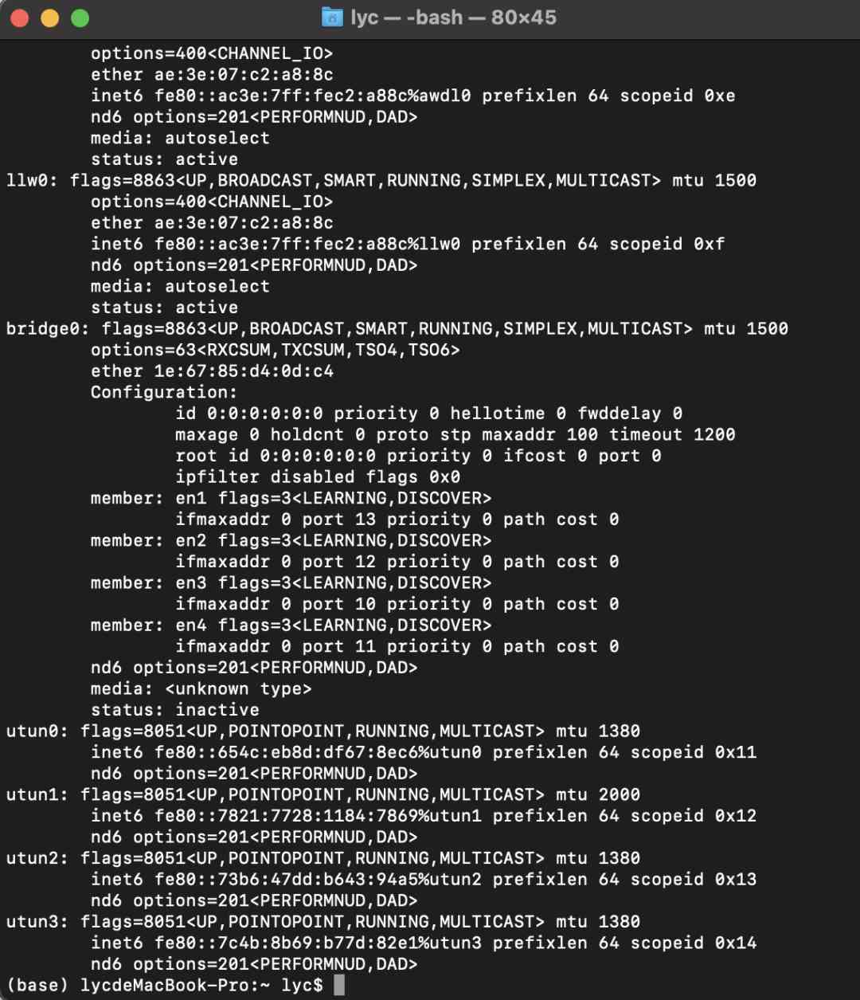 lyc — -bash — 80×45
options=400<CHANNEL_IO>
ether ae:3e:07:c2:a8:8c
inet6 fe80::ac3e:7ff:fec2:a88c%awdl0 prefixlen 64 scopeid 0xe
nd6 options=201<PERFORMNUD,DAD>
media: autoselect
status: active
llw0: flags=8863<UP,BROADCAST,SMART,RUNNING,SIMPLEX,MULTICAST> mtu 1500
options=400<CHANNEL_IO>
ether ae:3e:07:c2:a8:8c
inet6 fe80::ac3e:7ff:fec2:a88c%llw0 prefixlen 64 scopeid 0xf
nd6 options=201<PERFORMNUD,DAD>
media: autoselect
status: active
bridge0: flags=8863<UP,BROADCAST,SMART,RUNNING,SIMPLEX,MULTICAST> mtu 1500
options=63<RXCSUM,TXCSUM,TSO4,TSO6>
ether 1e:67:85:d4:0d:c4
Configuration:
id 0:0:0:0:0:0 priority 0 hellotime 0 fwddelay 0
maxage 0 holdcnt 0 proto stp maxaddr 100 timeout 1200
root id 0:0:0:0:0:0 priority 0 ifcost 0 port 0
ipfilter disabled flags 0x0
member: en1 flags=3<LEARNING,DISCOVER>
ifmaxaddr 0 port 13 priority 0 path cost 0
member: en2 flags=3<LEARNING,DISCOVER>
ifmaxaddr 0 port 12 priority 0 path cost 0
member: en3 flags=3<LEARNING,DISCOVER>
ifmaxaddr 0 port 10 priority 0 path cost 0
member: en4 flags=3<LEARNING,DISCOVER>
ifmaxaddr 0 port 11 priority 0 path cost 0
nd6 options=201<PERFORMNUD,DAD>
media: <unknown type>
status: inactive
utun0: flags=8051<UP,POINTOPOINT,RUNNING,MULTICAST> mtu 1380
inet6 fe80::654c:eb8d:df67:8ec6%utun0 prefixlen 64 scopeid 0x11
nd6 options=201<PERFORMNUD,DAD>
utun1: flags=8051<UP,POINTOPOINT,RUNNING,MULTICAST> mtu 2000
inet6 fe80::7821:7728:1184:7869%utun1 prefixlen 64 scopeid 0x12
nd6 options=201<PERFORMNUD,DAD>
utun2: flags=8051<UP,POINTOPOINT,RUNNING,MULTICAST> mtu 1380
inet6 fe80::73b6:47dd:b643:94a5%utun2 prefixlen 64 scopeid 0x13
nd6 options=201<PERFORMNUD,DAD>
utun3: flags=8051<UP,POINTOPOINT,RUNNING,MULTICAST> mtu 1380
inet6 fe80::7c4b:8b69:b77d:82e1%utun3 prefixlen 64 scopeid 0x14
nd6 options=201<PERFORMNUD,DAD>
(base) lycdeMacBook-Pro:~ lyc$